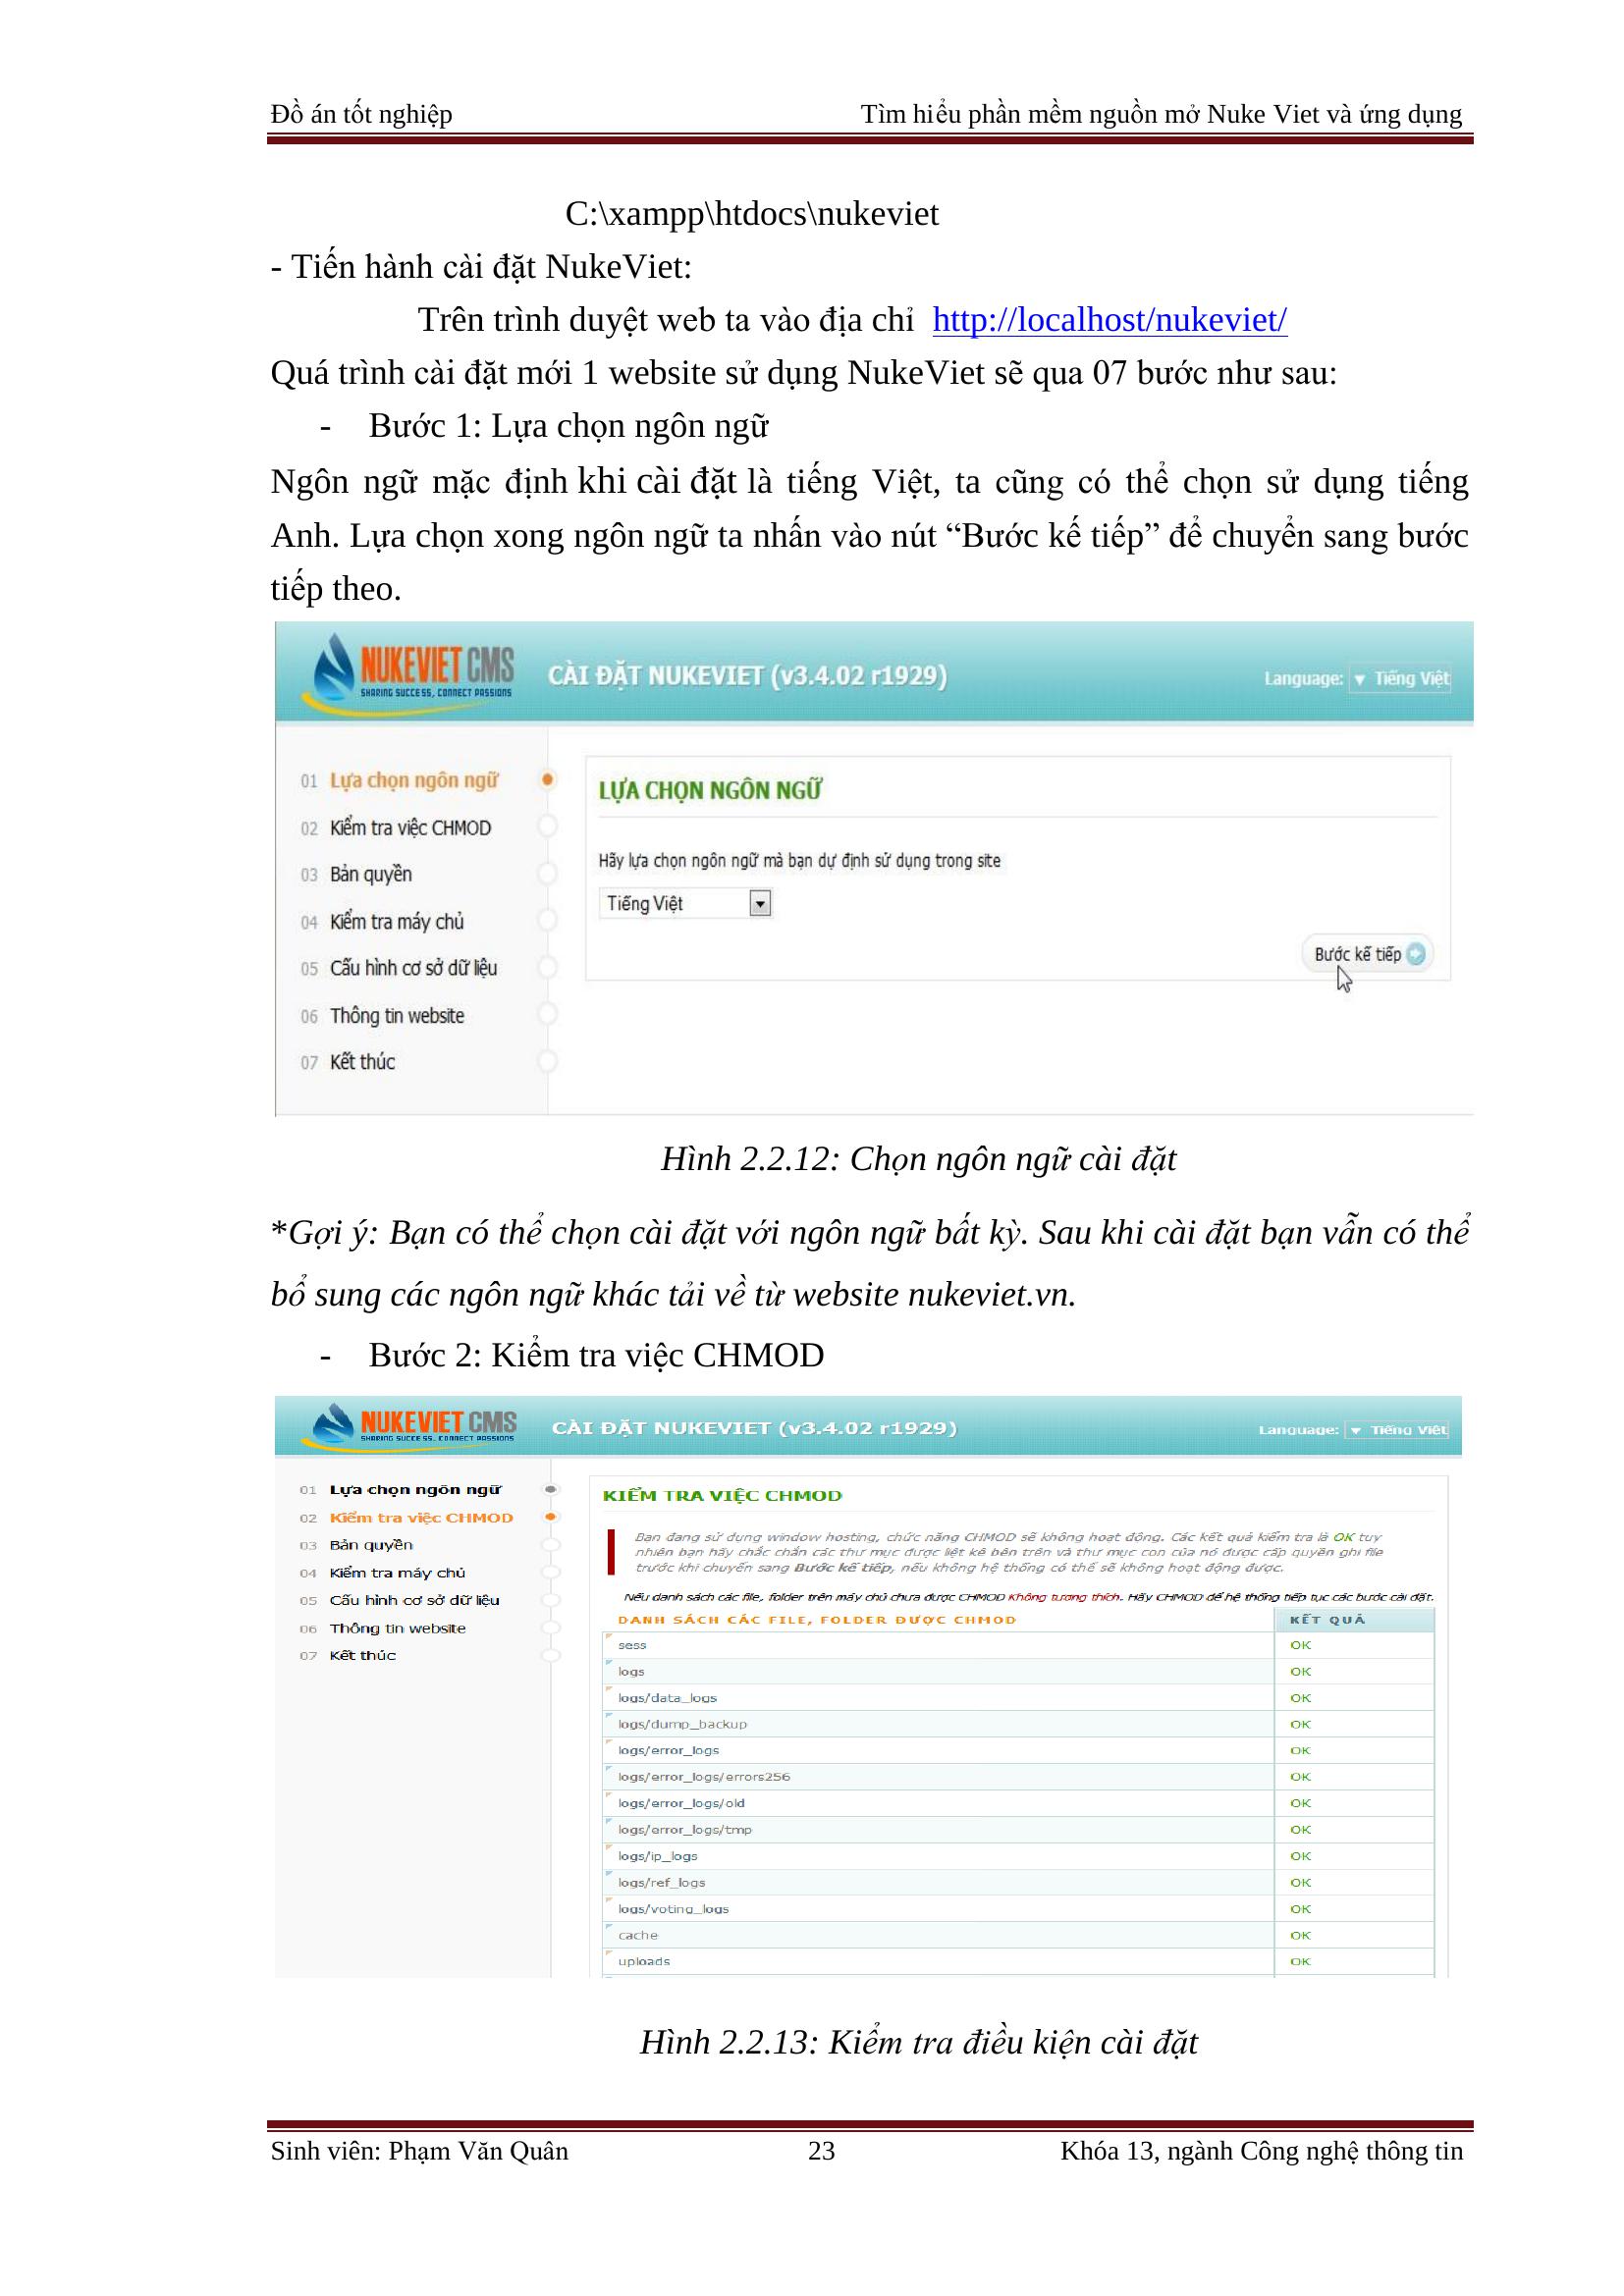 Đồ án tốt nghiệp Tìm hiểu phần mềm nguồn mở Nuke Viet và ứng dụng
C:\xampp\htdocs\nukeviet
- Tiến hành cài đặt NukeViet:
Trên trình duyệt web ta vào địa chỉ http://localhost/nukeviet/
Quá trình cài đặt mới 1 website sử dụng NukeViet sẽ qua 07 bước như sau:
- Bước 1: Lựa chọn ngôn ngữ
Ngôn ngữ mặc định khi cài đặt là tiếng Việt, ta cũng có thể chọn sử dụng tiếng
Anh. Lựa chọn xong ngôn ngữ ta nhấn vào nút “Bước kế tiếp” để chuyển sang bước
tiếp theo.
NUKEVIET CMS
SHARING SUCCESS, CONNECT PASSIONS
CÀI ĐẶT NUKEVIET (v3.4.02 r1929)
Language: ▼ Tiếng Việt
01 Lựa chọn ngôn ngữ
02 Kiểm tra việc CHMOD
03 Bản quyền
04 Kiểm tra máy chủ
05 Cấu hình cơ sở dữ liệu
06 Thông tin website
07 Kết thúc
LỰA CHỌN NGÔN NGỮ
Hãy lựa chọn ngôn ngữ mà bạn dự định sử dụng trong site
Tiếng Việt
Bước kế tiếp
Hình 2.2.12: Chọn ngôn ngữ cài đặt
*Gợi ý: Bạn có thể chọn cài đặt với ngôn ngữ bất kỳ. Sau khi cài đặt bạn vẫn có thể
bổ sung các ngôn ngữ khác tải về từ website nukeviet.vn.
- Bước 2: Kiểm tra việc CHMOD
NUKEVIET CMS
SHARING SUCCESS, CONNECT PASSIONS
CÀI ĐẶT NUKEVIET (v3.4.02 r1929)
Language: ▼ Tiếng Việt
01 Lựa chọn ngôn ngữ
02 Kiểm tra việc CHMOD
03 Bản quyền
04 Kiểm tra máy chủ
05 Cấu hình cơ sở dữ liệu
06 Thông tin website
07 Kết thúc
KIỂM TRA VIỆC CHMOD
Bạn đang sử dụng window hosting, chức năng CHMOD sẽ không hoạt động. Các kết quả kiểm tra là OK tuy
nhiên bạn hãy chắc chắn các thư mục được liệt kê bên trên và thư mục con của nó được cấp quyền ghi file
trước khi chuyển sang Bước kế tiếp, nếu không hệ thống có thể sẽ không hoạt động được.
Nếu danh sách các file, folder trên máy chủ chưa được CHMOD Không tương thích. Hãy CHMOD để hệ thống tiếp tục các bước cài đặt.
DANH SÁCH CÁC FILE, FOLDER ĐƯỢC CHMOD KẾT QUẢ
sess OK
logs OK
logs/data_logs OK
logs/dump_backup OK
logs/error_logs OK
logs/error_logs/errors256 OK
logs/error_logs/old OK
logs/error_logs/tmp OK
logs/ip_logs OK
logs/ref_logs OK
logs/voting_logs OK
cache OK
uploads OK
Hình 2.2.13: Kiểm tra điều kiện cài đặt
Sinh viên: Phạm Văn Quân 23 Khóa 13, ngành Công nghệ thông tin